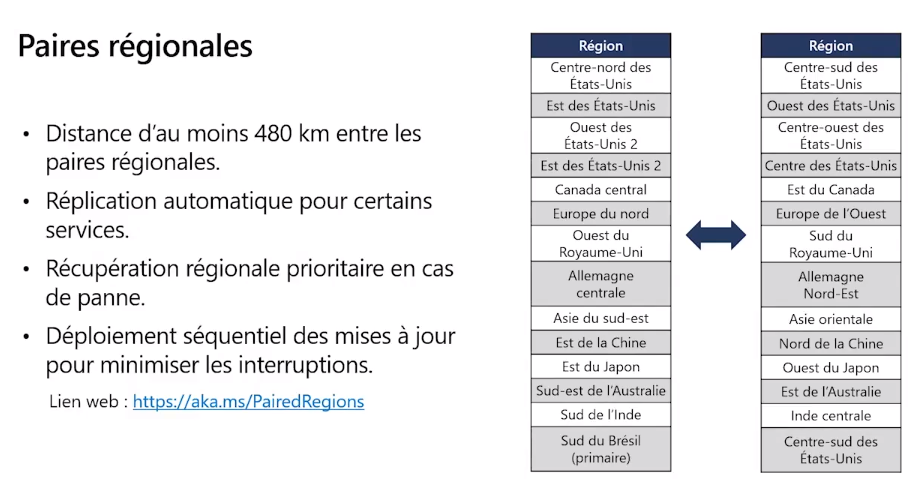 Paires régionales
• Distance d'au moins 480 km entre les
paires régionales.
• Réplication automatique pour certains
services.
• Récupération régionale prioritaire en cas
de panne.
• Déploiement séquentiel des mises à jour
pour minimiser les interruptions.
Lien web : https://aka.ms/PairedRegions
Région
Centre-nord des
États-Unis
Est des États-Unis
Ouest des
États-Unis 2
Est des États-Unis 2
Canada central
Europe du nord
Ouest du
Royaume-Uni
Allemagne
centrale
Asie du sud-est
Est de la Chine
Est du Japon
Sud-est de l'Australie
Sud de l'Inde
Sud du Brésil
(primaire)
Région
Centre-sud des
États-Unis
Ouest des États-Unis
Centre-ouest des
États-Unis
Centre des États-Unis
Est du Canada
Europe de l'Ouest
Sud du
Royaume-Uni
Allemagne
Nord-Est
Asie orientale
Nord de la Chine
Ouest du Japon
Est de l'Australie
Inde centrale
Centre-sud des
États-Unis